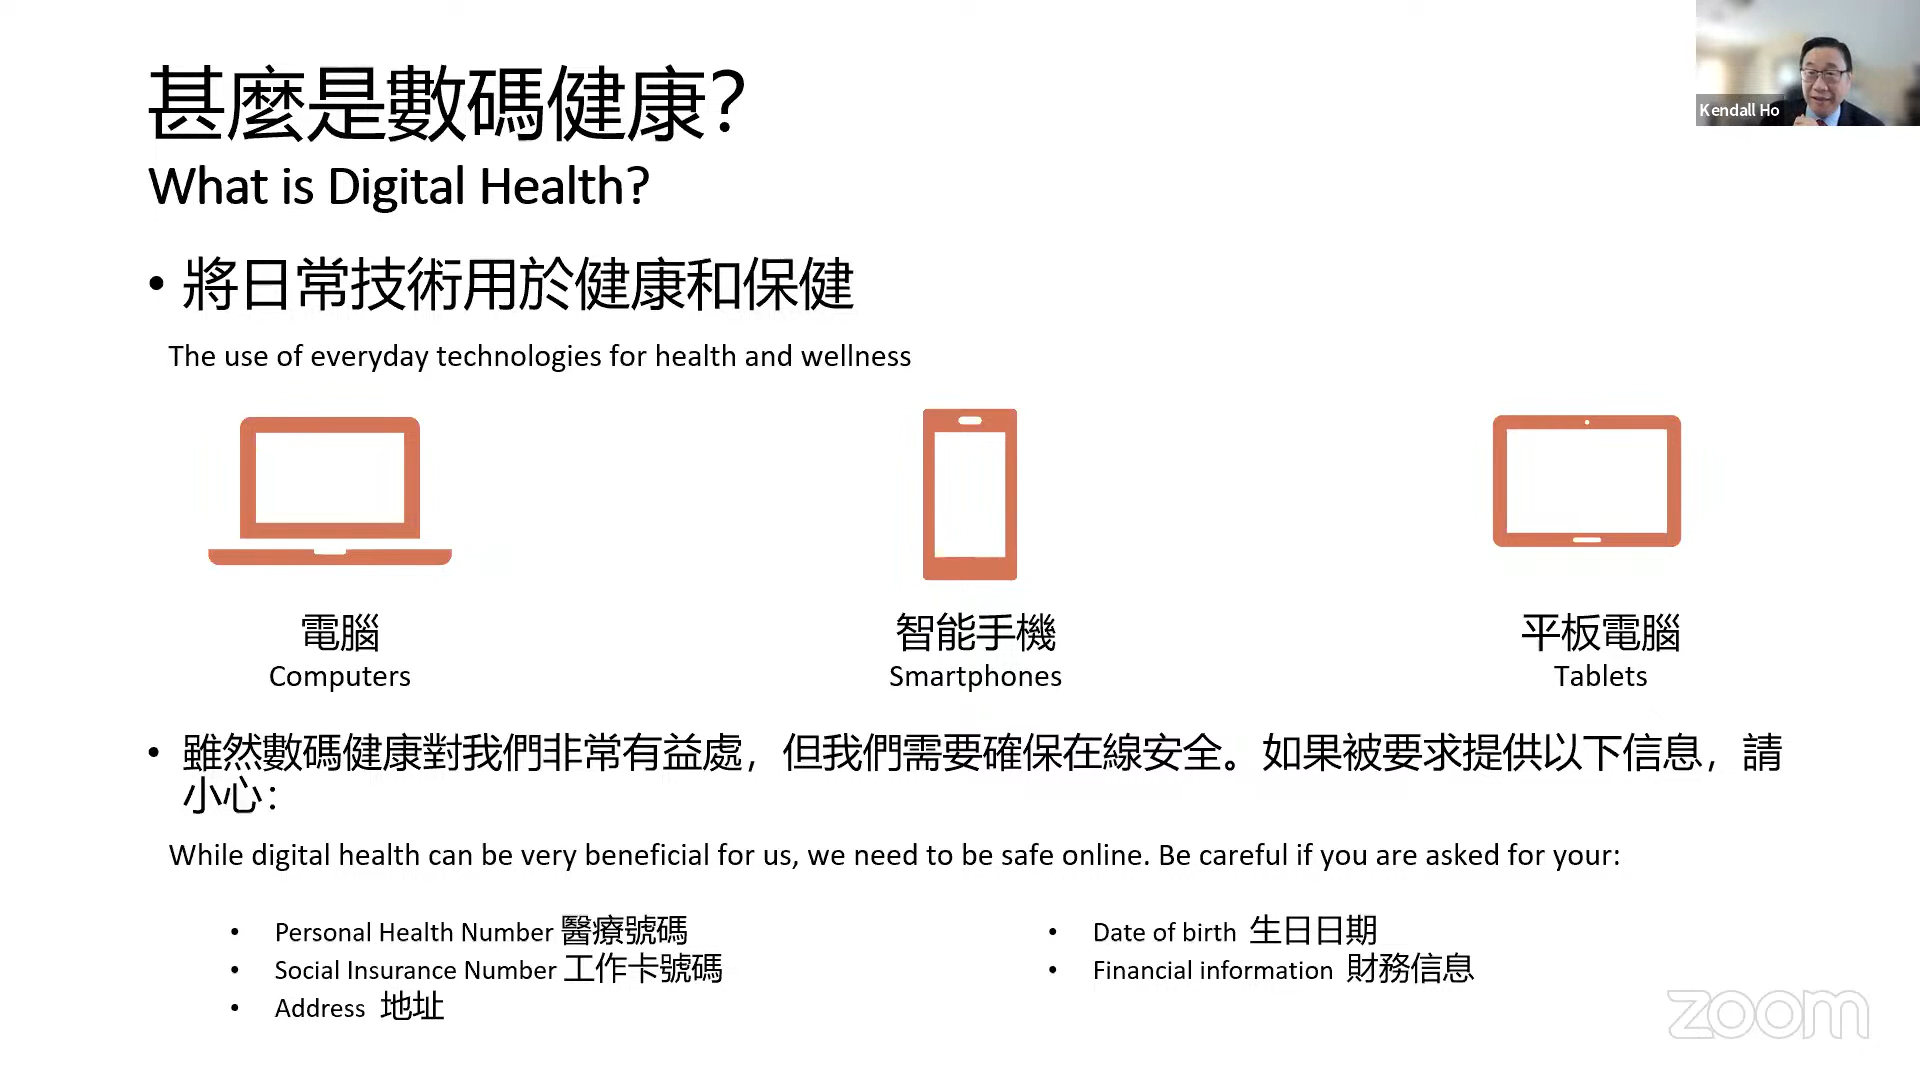 甚麼是數碼健康？
What is Digital Health?
Kendall Ho
• 將日常技術用於健康和保健
The use of everyday technologies for health and wellness
電腦
Computers
智能手機
Smartphones
平板電腦
Tablets
• 雖然數碼健康對我們非常有益處，但我們需要確保在線安全。如果被要求提供以下信息，請
小心：
While digital health can be very beneficial for us, we need to be safe online. Be careful if you are asked for your:
• Personal Health Number 醫療號碼
• Social Insurance Number 工作卡號碼
• Address 地址
• Date of birth 生日日期
• Financial information 財務信息
zoom